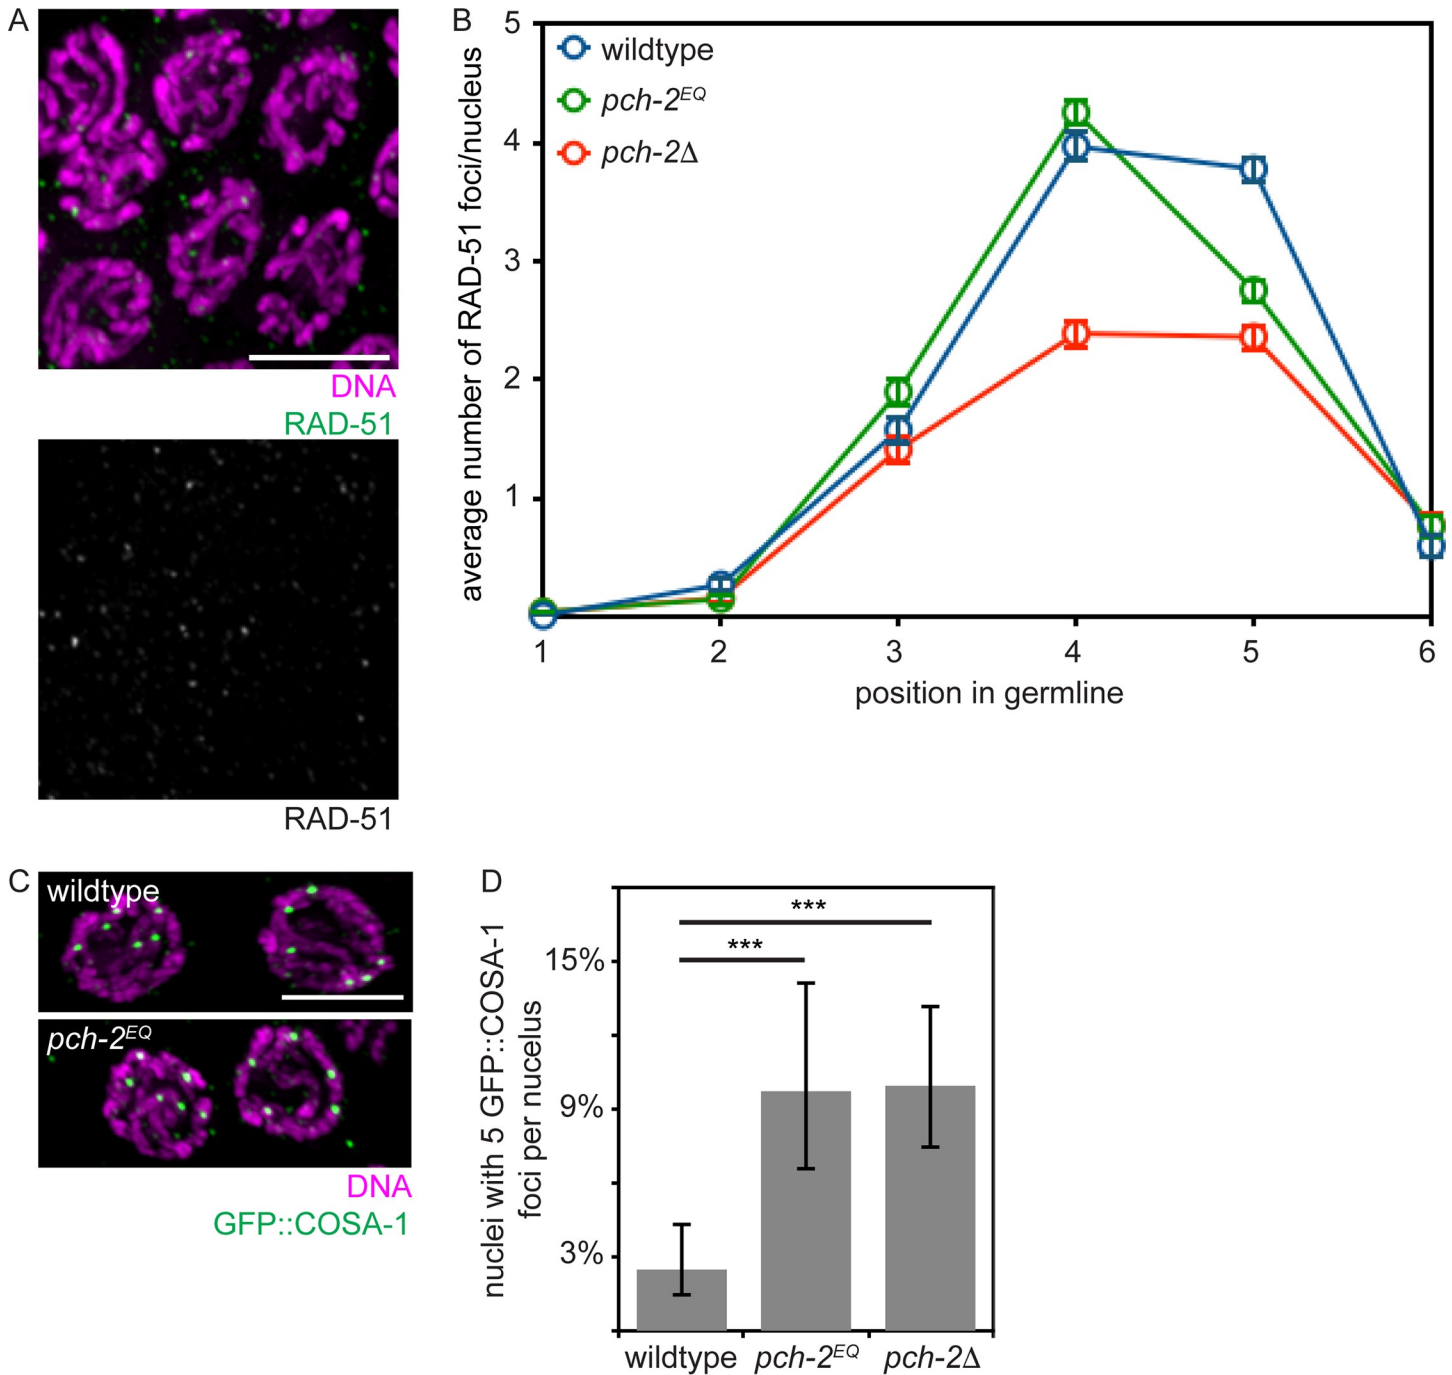 A
DNA
RAD-51
RAD-51
B
average number of RAD-51 foci/nucleus
5
4
3
2
1
wildtype
pch-2EQ
pch-2Δ
1 2 3 4 5 6
position in germline
C
wildtype
pch-2EQ
DNA
GFP::COSA-1
D
nuclei with 5 GFP::COSA-1
foci per nucelus
15%
9%
3%
***
***
wildtype pch-2EQ pch-2Δ